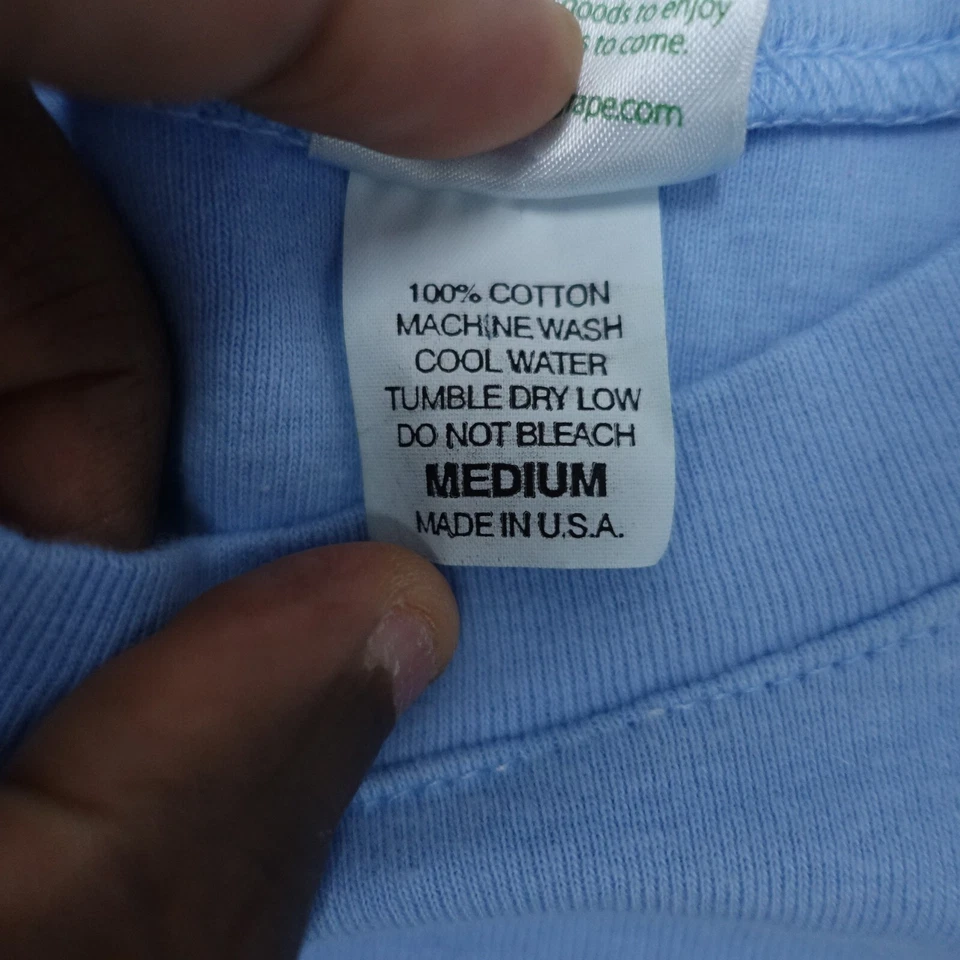 goods to enjoy
to come.
ape.com
100% COTTON
MACHINE WASH
COOL WATER
TUMBLE DRY LOW
DO NOT BLEACH
MEDIUM
MADE IN U.S.A.